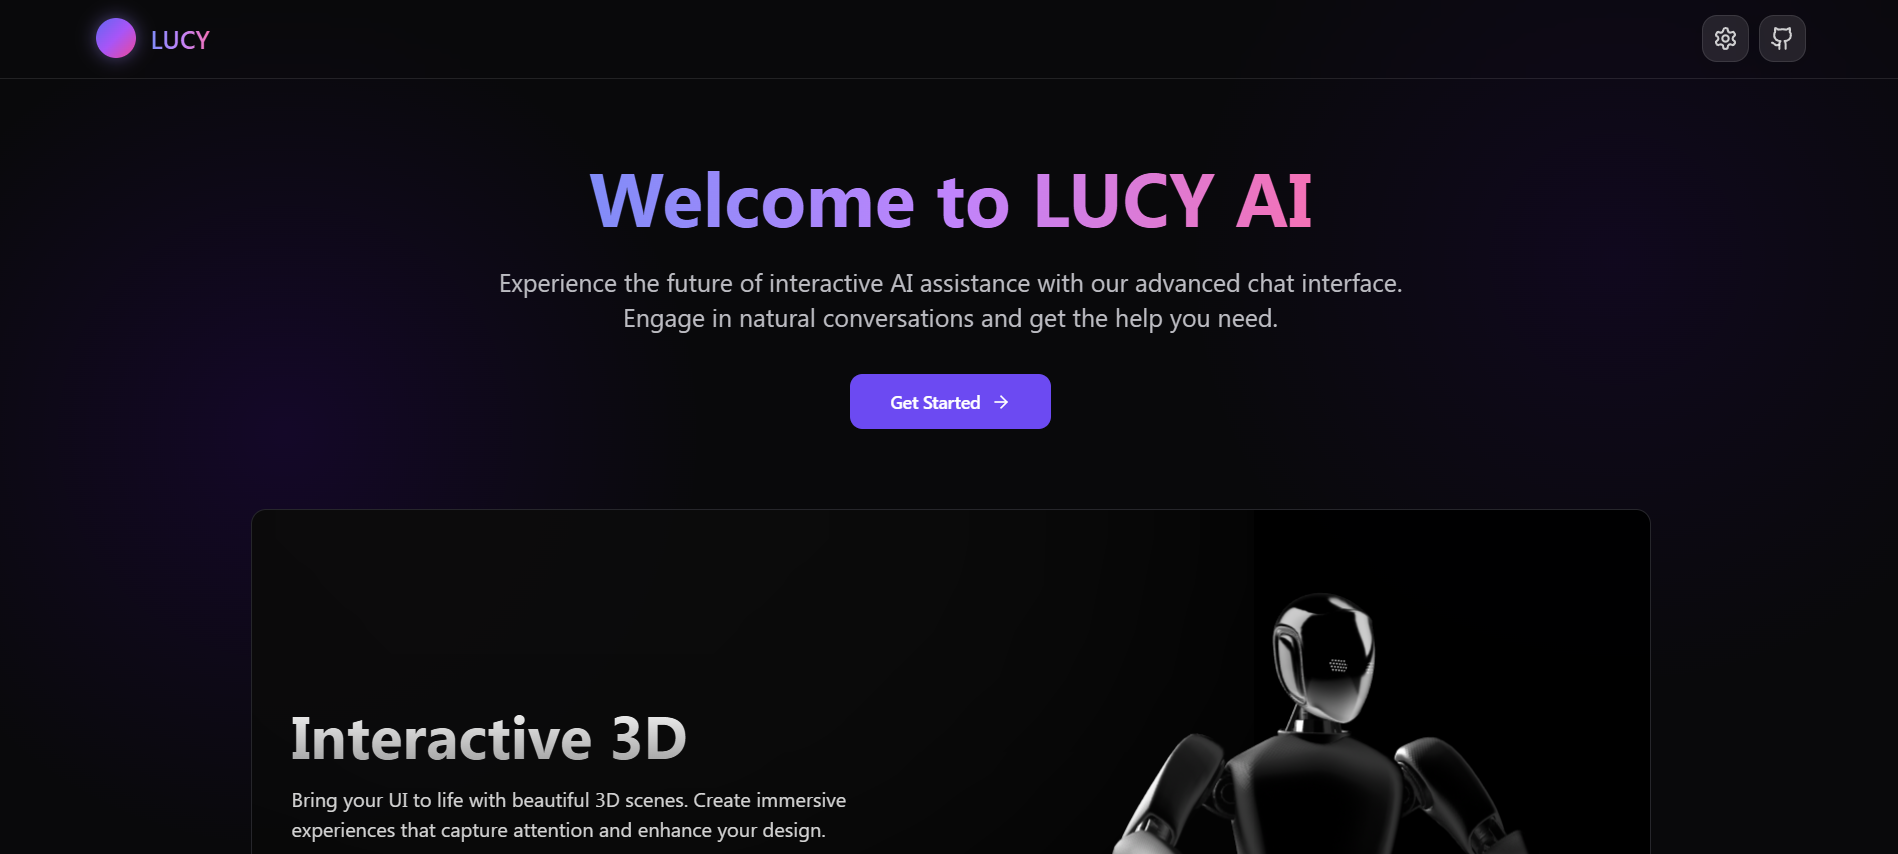 LUCY
Welcome to LUCY AI
Experience the future of interactive AI assistance with our advanced chat interface.
Engage in natural conversations and get the help you need.
Get Started
Interactive 3D
Bring your UI to life with beautiful 3D scenes. Create immersive
experiences that capture attention and enhance your design.